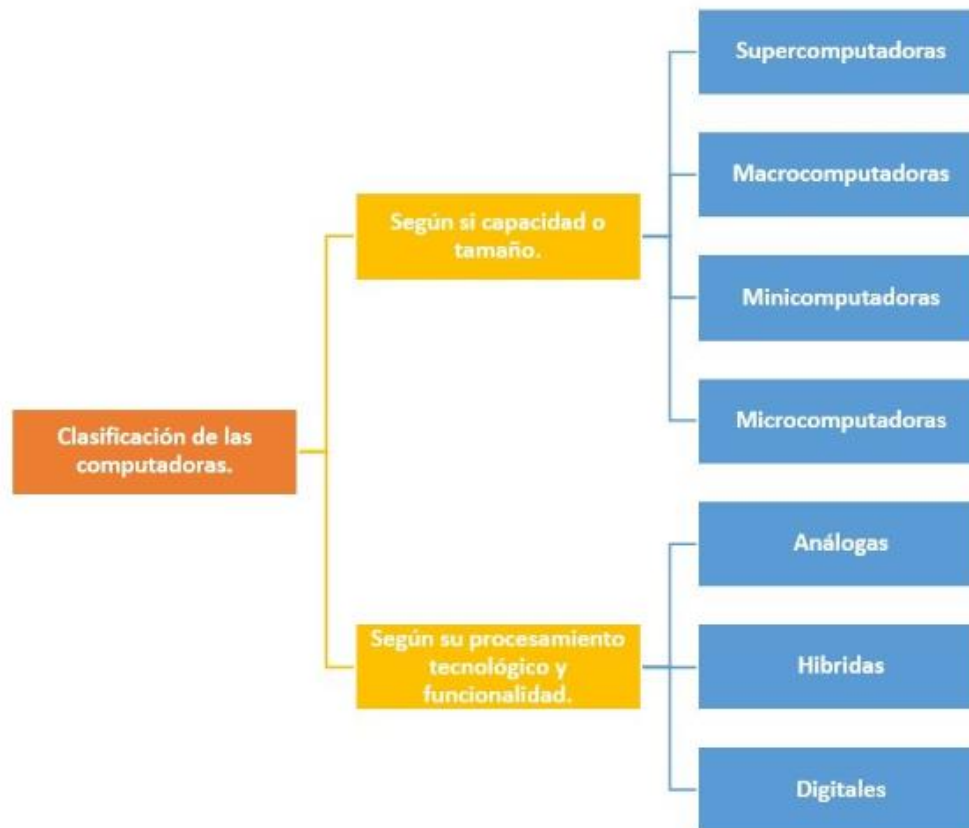 Clasificación de las
computadoras.
Según si capacidad o
tamaño.
Supercomputadoras
Macrocomputadoras
Minicomputadoras
Microcomputadoras
Según su procesamiento
tecnológico y
funcionalidad.
Análogas
Hibridas
Digitales